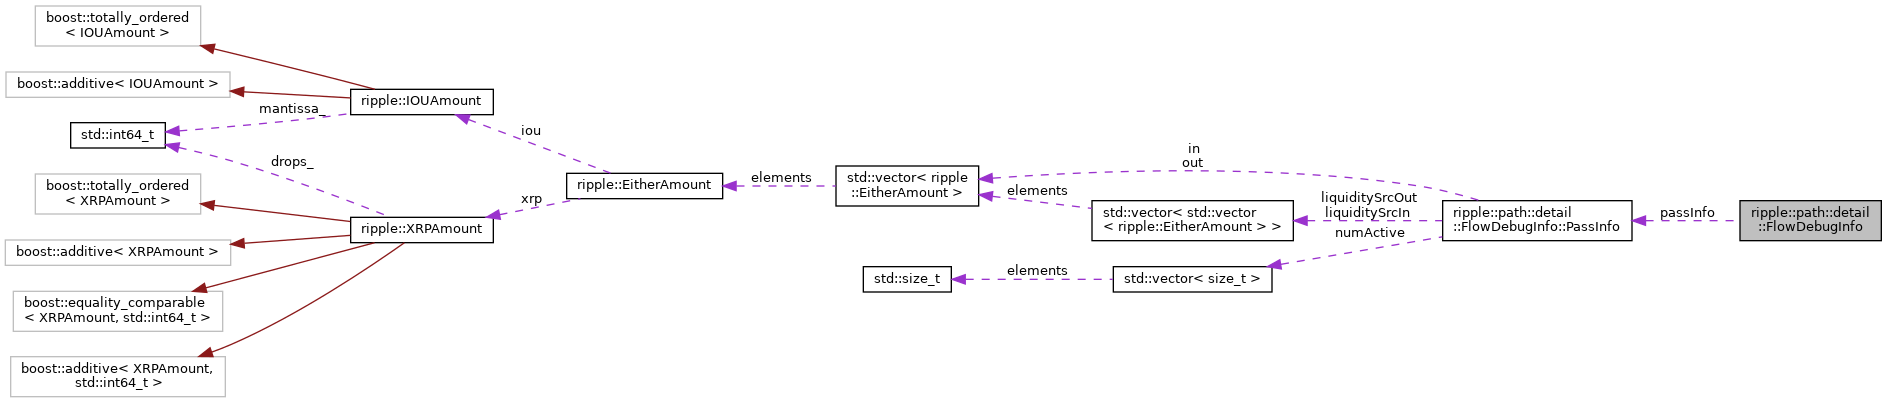 boost::totally_ordered
< IOUAmount >
boost::additive< IOUAmount >
ripple::IOUAmount
mantissa_
std::int64_t
iou
drops_
boost::totally_ordered
< XRPAmount >
ripple::EitherAmount
xrp
ripple::XRPAmount
boost::additive< XRPAmount >
boost::equality_comparable
< XRPAmount, std::int64_t >
boost::additive< XRPAmount,
std::int64_t >
elements
std::vector< ripple
::EitherAmount >
in
out
elements
std::vector< std::vector
< ripple::EitherAmount > >
liquiditySrcOut
liquiditySrcIn
numActive
ripple::path::detail
::FlowDebugInfo::PassInfo
passInfo
ripple::path::detail
::FlowDebugInfo
std::size_t
elements
std::vector< size_t >